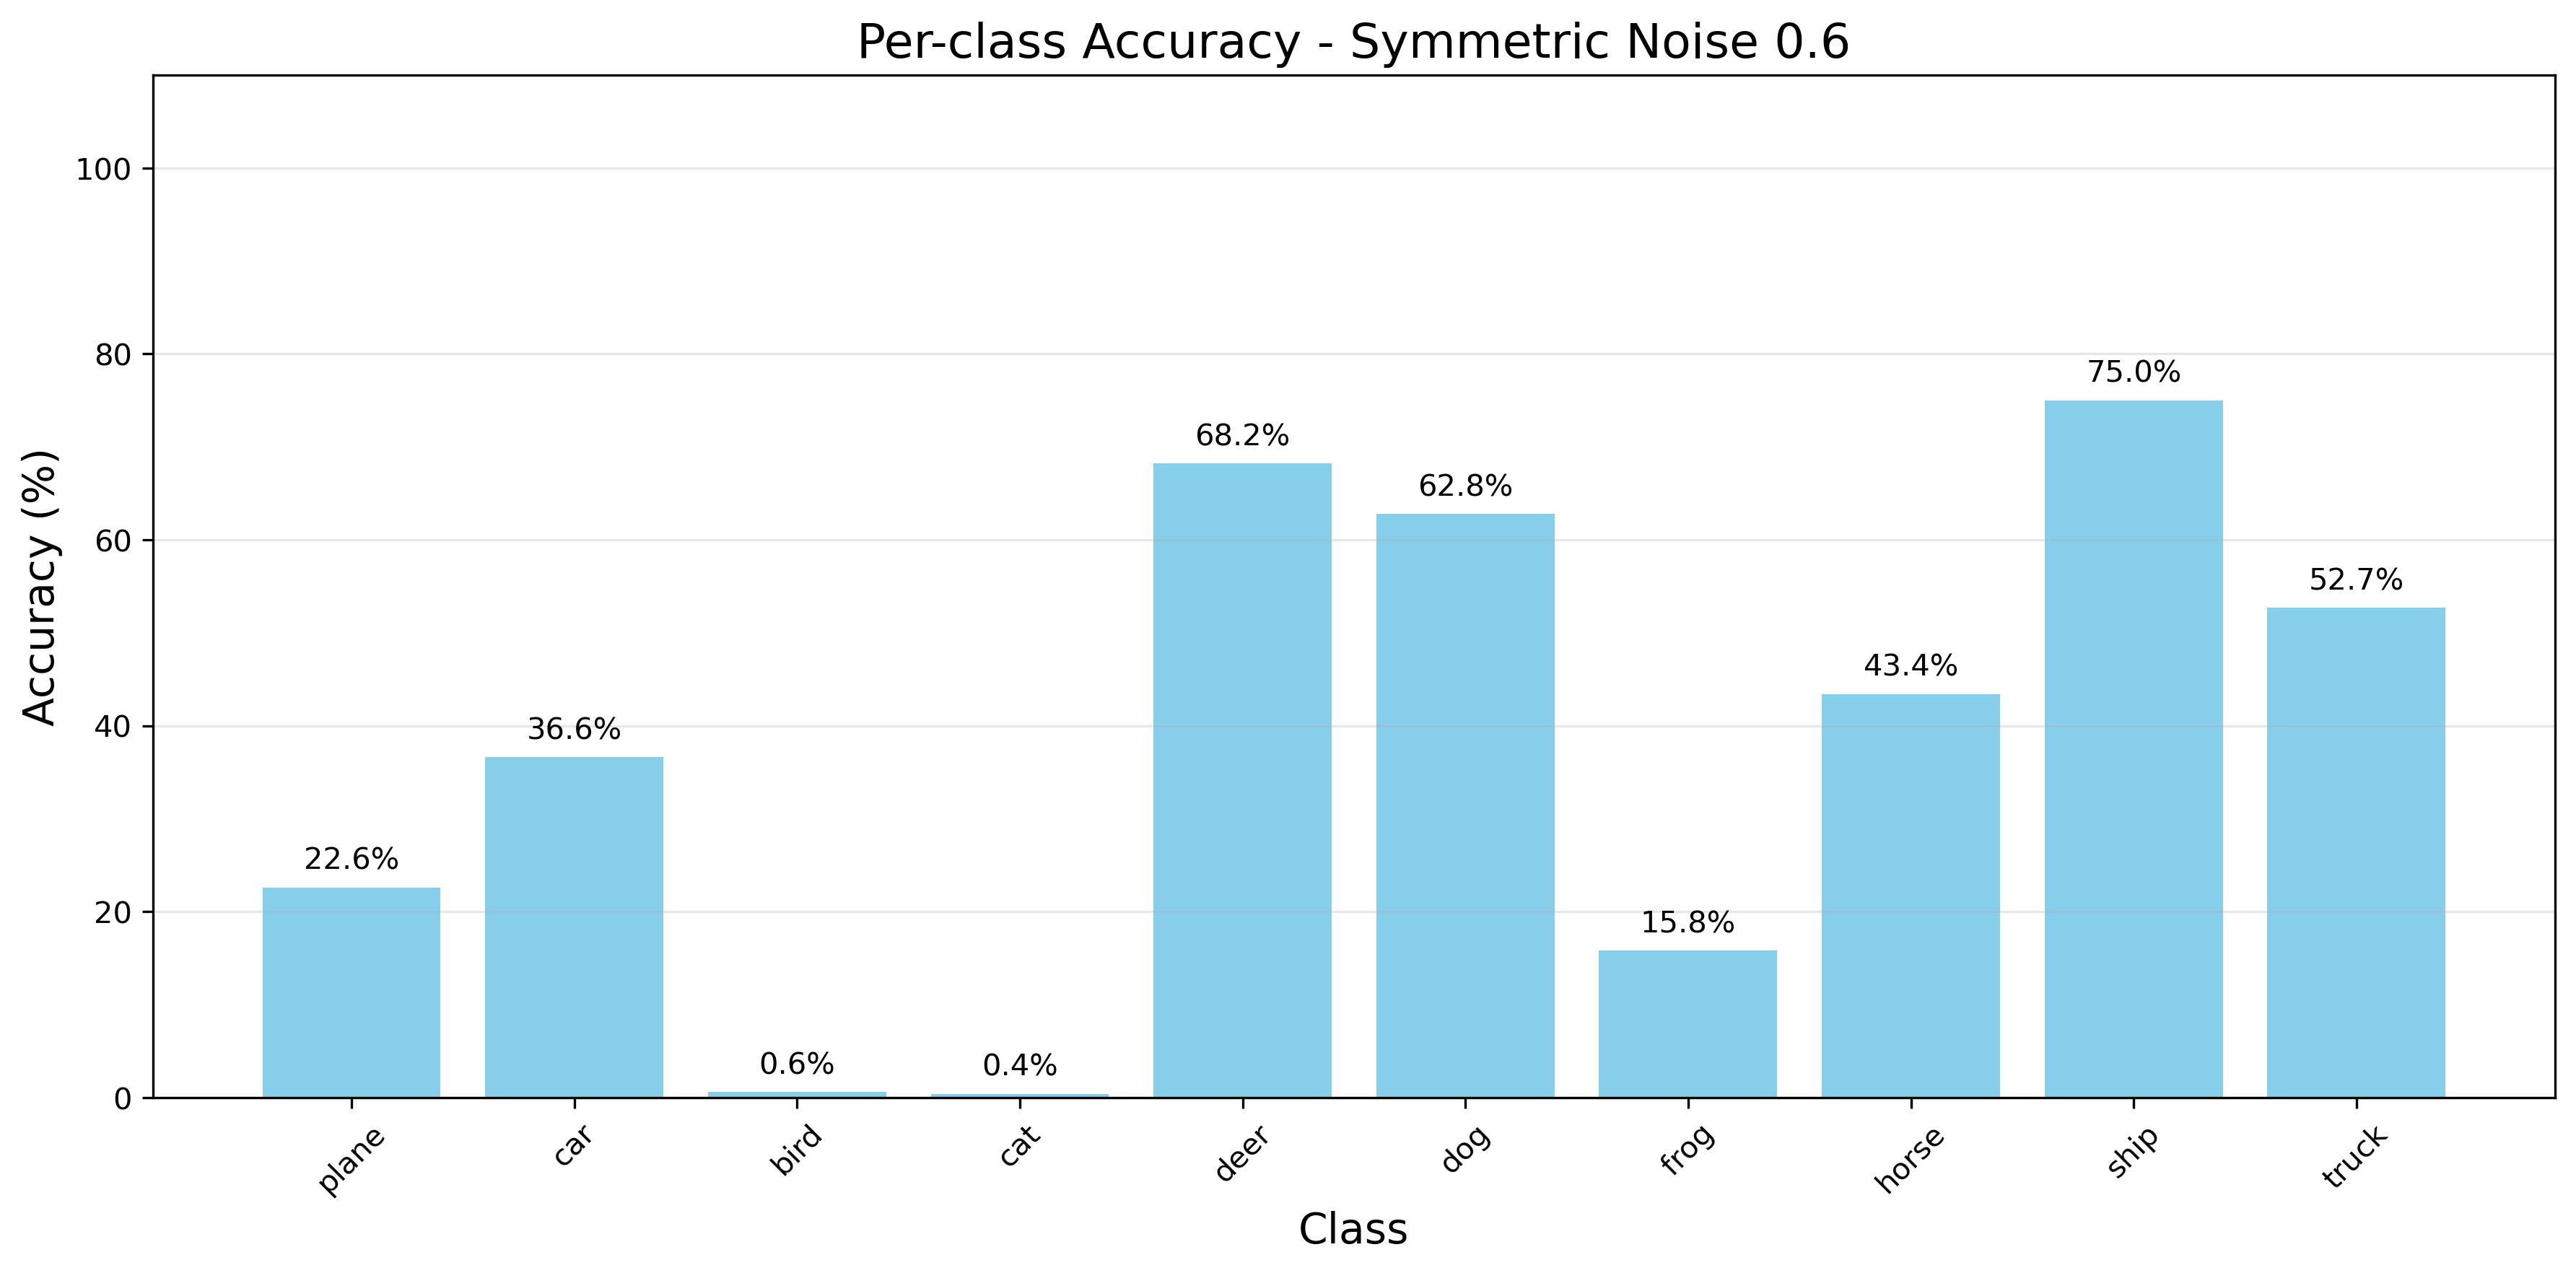 Per-class Accuracy - Symmetric Noise 0.6
Accuracy (%)
100
80
60
40
20
0
22.6%
36.6%
0.6%
0.4%
68.2%
62.8%
15.8%
43.4%
75.0%
52.7%
plane
car
bird
cat
deer
dog
frog
horse
ship
truck
Class